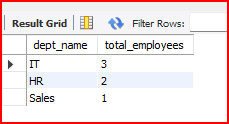 Result Grid Filter Rows:
dept_name total_employees
IT 3
HR 2
Sales 1